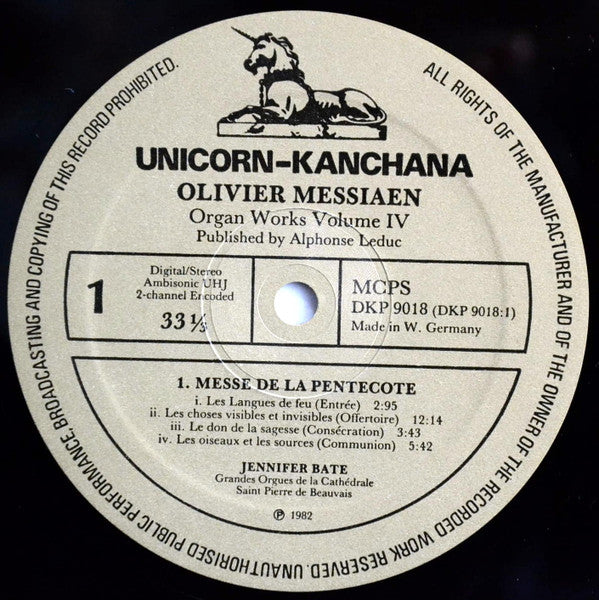 UNICORN-KANCHANA
OLIVIER MESSIAEN
Organ Works Volume IV
Published by Alphonse Leduc
1
Digital/Stereo
Ambisonic UHJ
2-channel Encoded
33 ⅓
MCPS
DKP 9018 (DKP 9018:1)
Made in W. Germany
1. MESSE DE LA PENTECOTE
i. Les Langues de feu (Entrée) 2:95
ii. Les choses visibles et invisibles (Offertoire) 12:14
iii. Le don de la sagesse (Consécration) 3:43
iv. Les oiseaux et les sources (Communion) 5:42
JENNIFER BATE
Grandes Orgues de la Cathédrale
Saint Pierre de Beauvais
℗ 1982
ALL RIGHTS OF THE MANUFACTURER AND OF THE OWNER OF THE RECORDED WORK RESERVED. UNAUTHORISED PUBLIC PERFORMANCE, BROADCASTING AND COPYING OF THIS RECORD PROHIBITED.